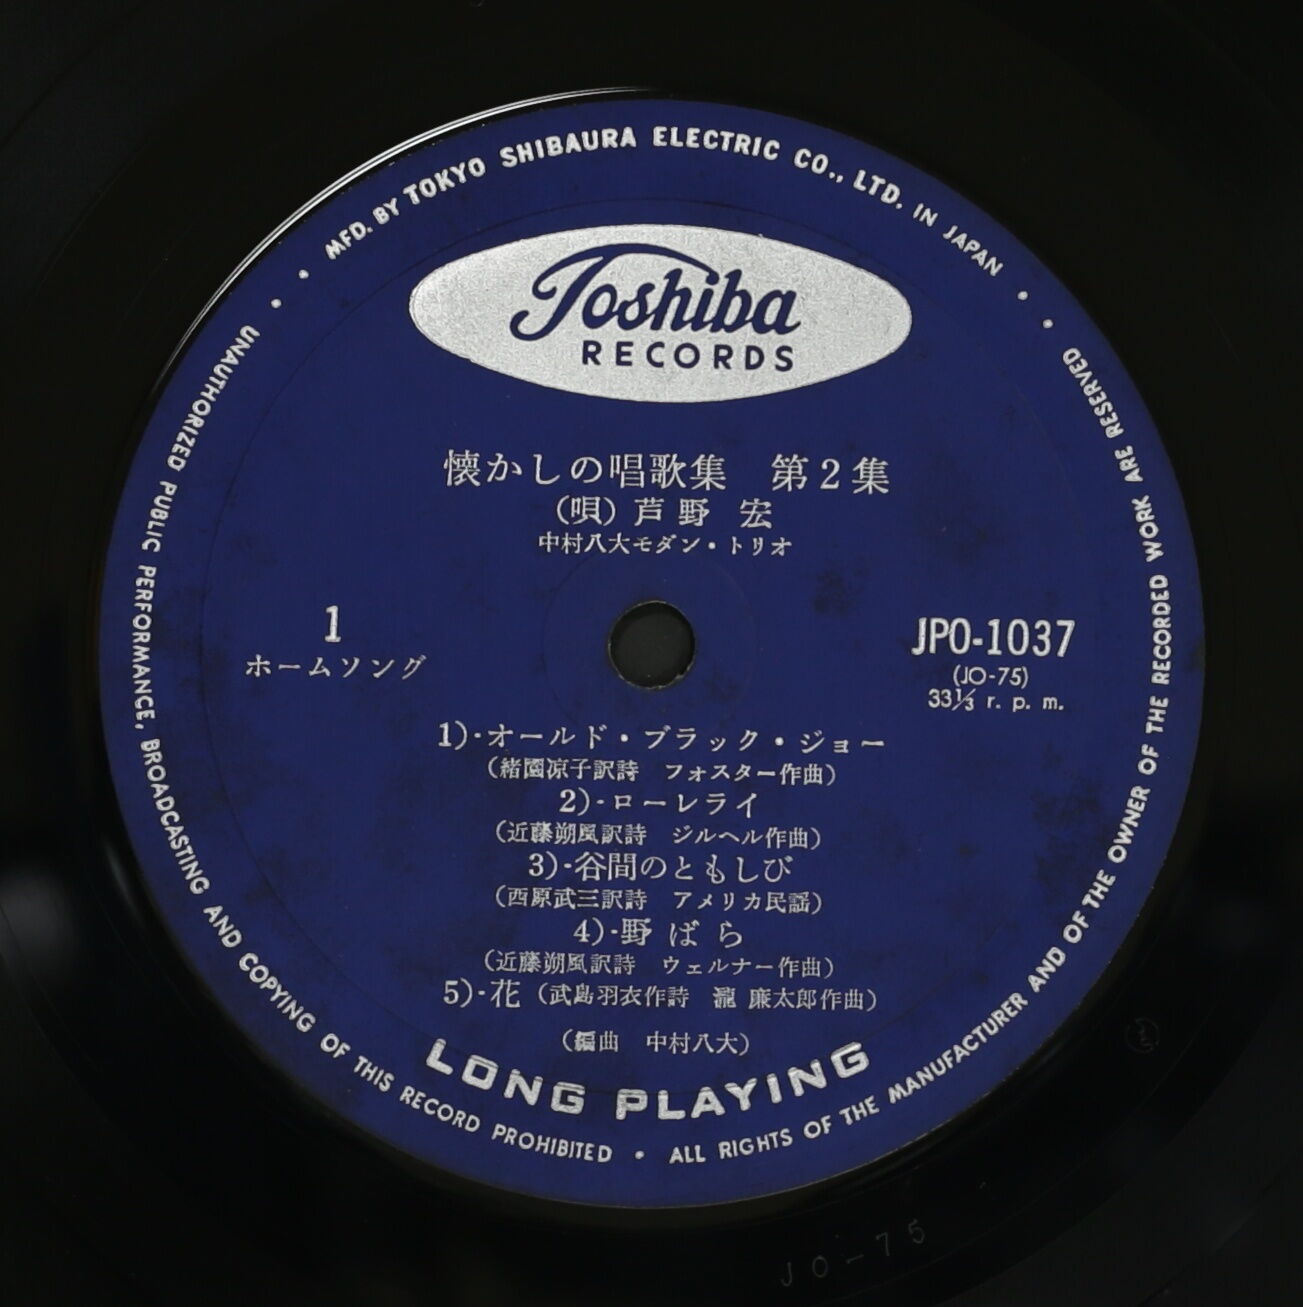 MFD. BY TOKYO SHIBAURA ELECTRIC CO., LTD. IN JAPAN
Toshiba
RECORDS
懐かしの唱歌集　第2集
(唄) 芦野　宏
中村八大モダン・トリオ
1
ホームソング
JPO-1037
(JO-75)
33⅓ r. p. m.
1)・オールド・ブラック・ジョー
(緒園凉子訳詩　フォスター作曲)
2)・ローレライ
(近藤朔風訳詩　ジルヘル作曲)
3)・谷間のともしび
(西原武三訳詩　アメリカ民謡)
4)・野ばら
(近藤朔風訳詩　ウェルナー作曲)
5)・花 (武島羽衣作詩　瀧 廉太郎作曲)
(編曲　中村八大)
LONG PLAYING
UNAUTHORIZED PUBLIC PERFORMANCE, BROADCASTING AND COPYING OF THIS RECORD PROHIBITED • ALL RIGHTS OF THE MANUFACTURER AND OF THE OWNER OF THE RECORDED WORK ARE RESERVED
JO-75